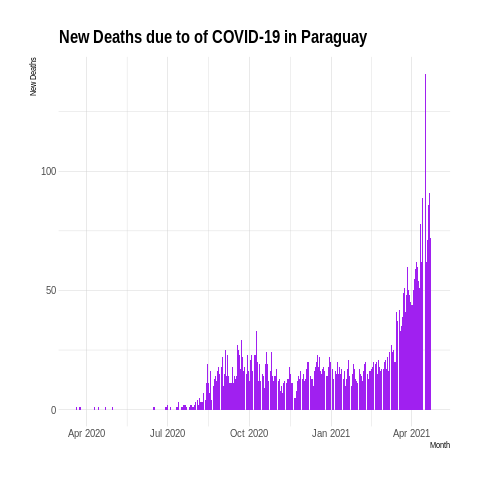 New Deaths due to of COVID-19 in Paraguay
New Deaths
100
50
0
Apr 2020 Jul 2020 Oct 2020 Jan 2021 Apr 2021
Month